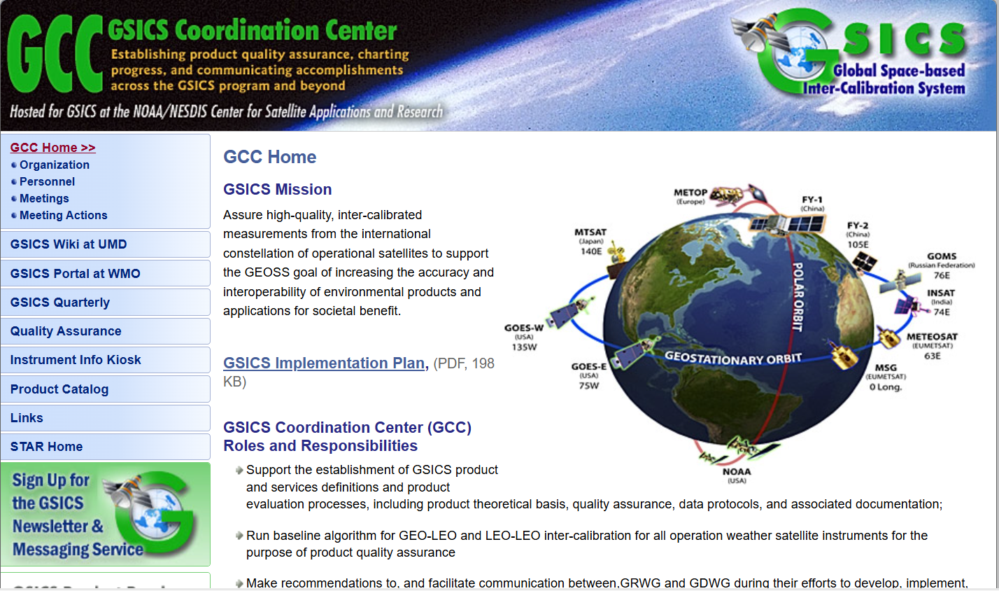 GCC GSICS Coordination Center
Establishing product quality assurance, charting
progress, and communicating accomplishments
across the GSICS program and beyond
Hosted for GSICS at the NOAA/NESDIS Center for Satellite Applications and Research
GSICS
Global Space-based
Inter-Calibration System
GCC Home >>
Organization
Personnel
Meetings
Meeting Actions
GSICS Wiki at UMD
GSICS Portal at WMO
GSICS Quarterly
Quality Assurance
Instrument Info Kiosk
Product Catalog
Links
STAR Home
Sign Up for
the GSICS
Newsletter &
Messaging Service
GCC Home
GSICS Mission
Assure high-quality, inter-calibrated
measurements from the international
constellation of operational satellites to support
the GEOSS goal of increasing the accuracy and
interoperability of environmental products and
applications for societal benefit.
GSICS Implementation Plan, (PDF, 198
KB)
METOP
(Europe)
FY-1
(China)
FY-2
(China)
105E
MTSAT
(Japan)
140E
GOMS
(Russian Federation)
76E
INSAT
(India)
74E
METEOSAT
(EUMETSAT)
63E
MSG
(EUMETSAT)
0 Long.
GOES-W
(USA)
135W
GOES-E
(USA)
75W
POLAR ORBIT
GEOSTATIONARY ORBIT
NOAA
(USA)
GSICS Coordination Center (GCC)
Roles and Responsibilities
Support the establishment of GSICS product
and services definitions and product
evaluation processes, including product theoretical basis, quality assurance, data protocols, and associated documentation;
Run baseline algorithm for GEO-LEO and LEO-LEO inter-calibration for all operation weather satellite instruments for the
purpose of product quality assurance
Make recommendations to, and facilitate communication between,GRWG and GDWG during their efforts to develop, implement,